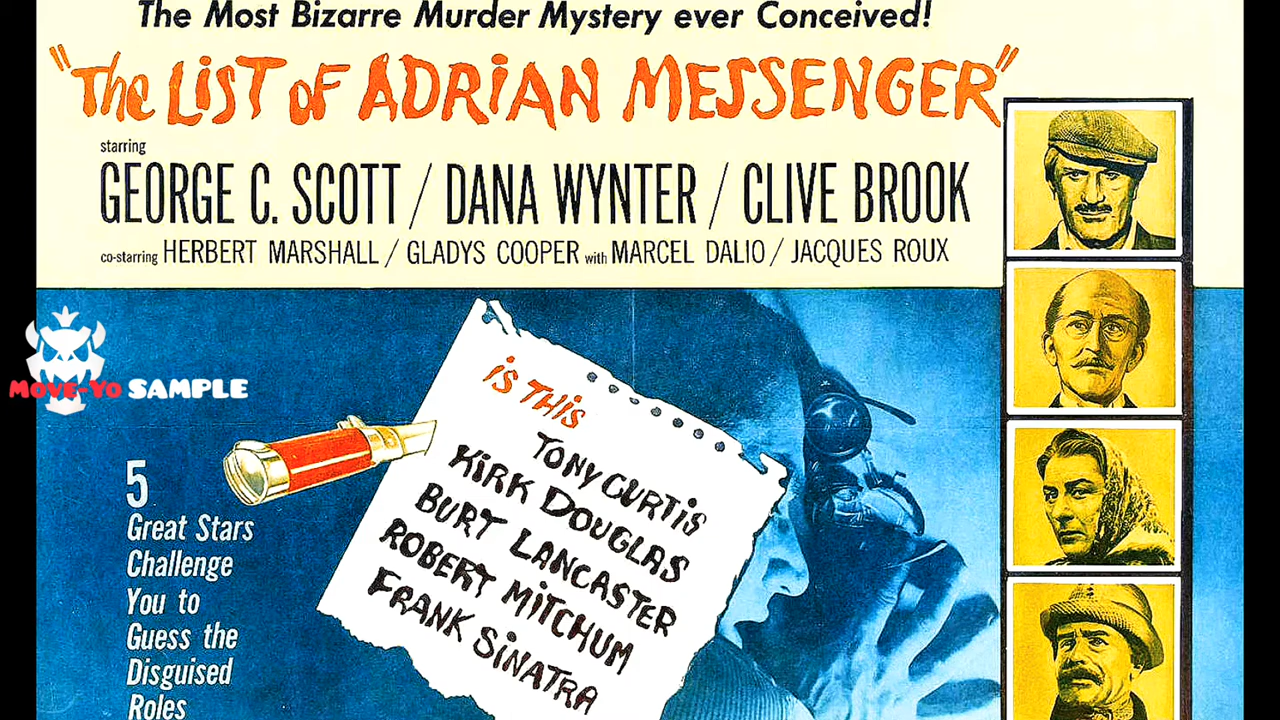 The Most Bizarre Murder Mystery ever Conceived!
"The LiST OF ADRiAN MESSENGER"
starring
GEORGE C. SCOTT / DANA WYNTER / CLIVE BROOK
co-starring HERBERT MARSHALL / GLADYS COOPER with MARCEL DALIO / JACQUES ROUX
iS THiS
TONY CURTiS
KiRK DOUGLAS
BURT LANCASTER
ROBERT MiTCHUM
FRANK SiNATRA
MOVE-YO SAMPLE
5
Great Stars
Challenge
You to
Guess the
Disguised
Roles